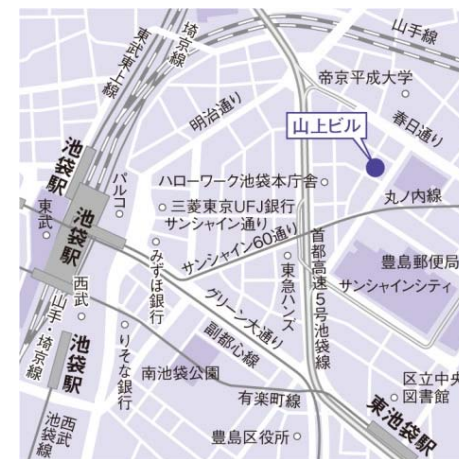 山手線
埼京線
東武東上線
帝京平成大学
明治通り
春日通り
山上ビル
池袋駅
パルコ
ハローワーク池袋本庁舎
丸ノ内線
三菱東京UFJ銀行
サンシャイン通り
東武
池袋駅
サンシャイン60通り
みずほ銀行
首都高速5号池袋線
豊島郵便局
サンシャインシティ
東急ハンズ
西武
グリーン大通り
山手・埼京線
りそな銀行
副都心線
池袋駅
南池袋公園
有楽町線
区立中央
図書館
東池袋駅
西武
池袋線
豊島区役所